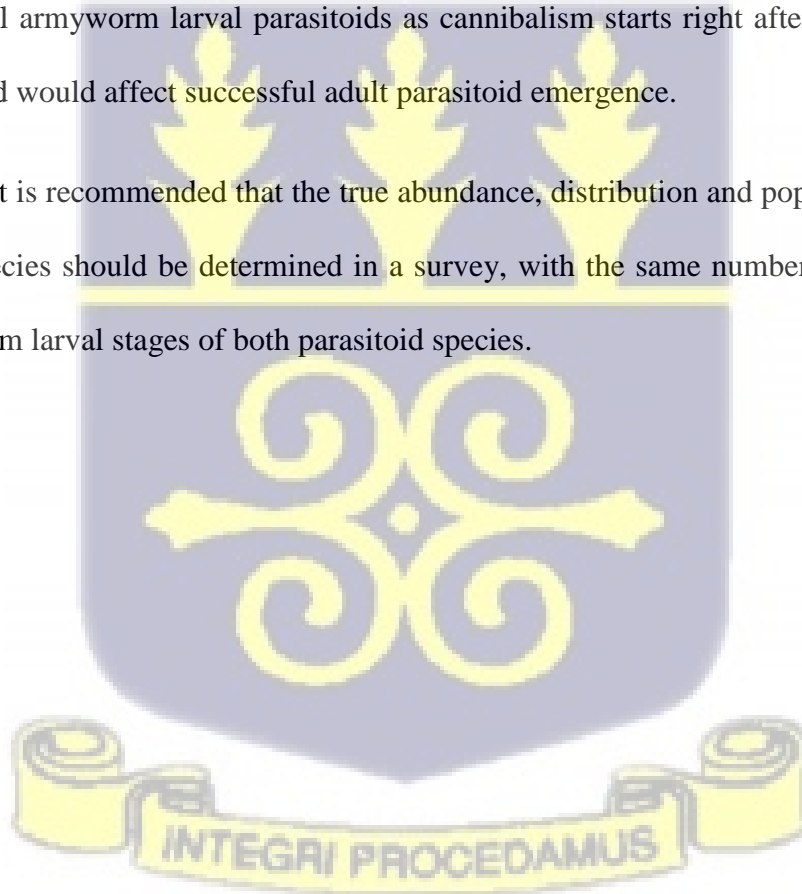 l armyworm larval parasitoids as cannibalism starts right after
d would affect successful adult parasitoid emergence.
t is recommended that the true abundance, distribution and pop
ecies should be determined in a survey, with the same number
m larval stages of both parasitoid species.
INTEGRI PROCEDAMUS